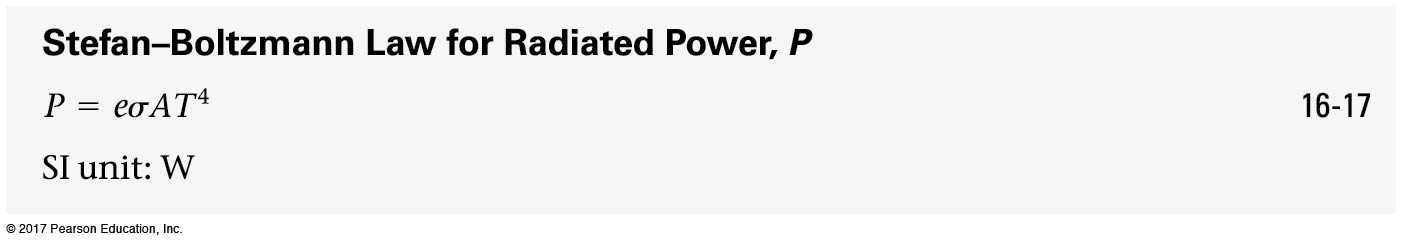 Stefan–Boltzmann Law for Radiated Power, P
P = eσAT⁴ 16-17
SI unit: W
© 2017 Pearson Education, Inc.